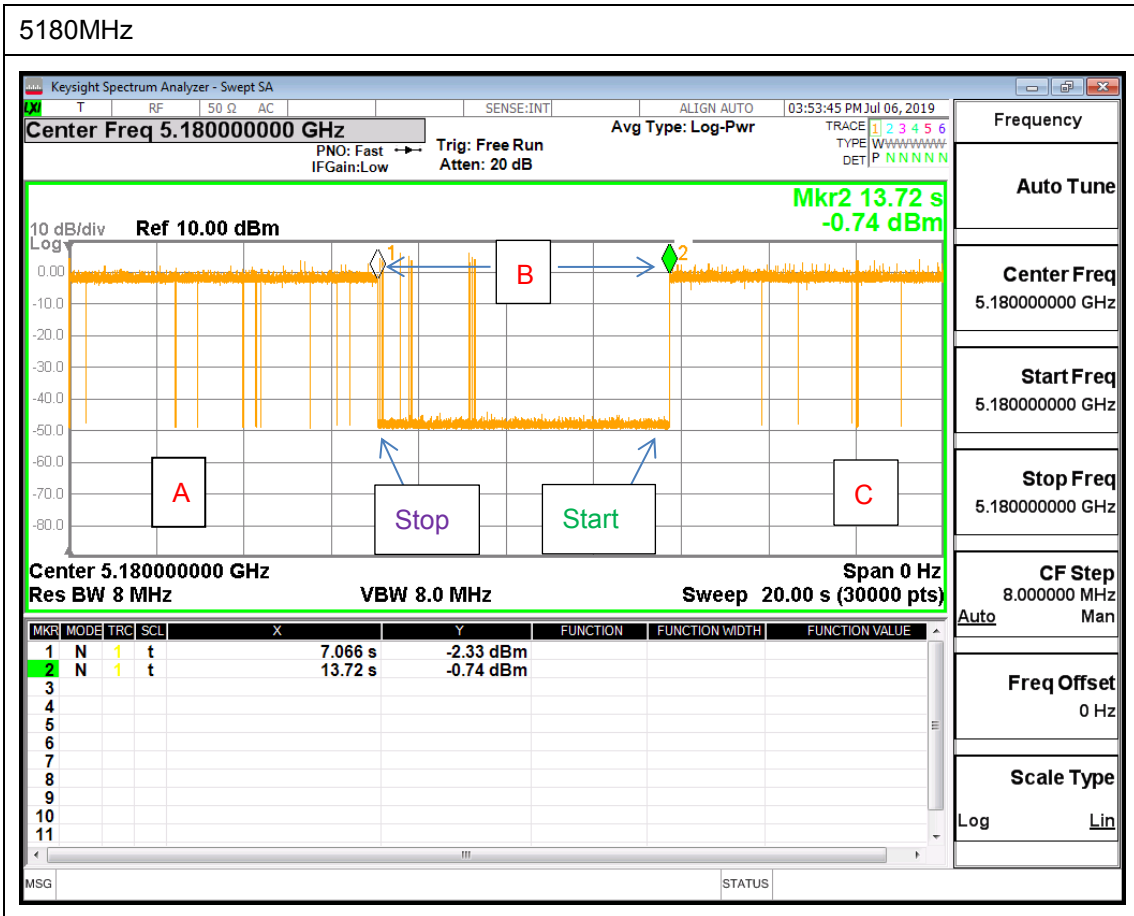 5180MHz
Keysight Spectrum Analyzer - Swept SA
LXI T RF 50 Ω AC SENSE:INT ALIGN AUTO 03:53:45 PM Jul 06, 2019
Center Freq 5.180000000 GHz
PNO: Fast
IFGain:Low
Trig: Free Run
Atten: 20 dB
Avg Type: Log-Pwr
TRACE 1 2 3 4 5 6
TYPE WWWWWW
DET P N N N N N
Mkr2 13.72 s
-0.74 dBm
10 dB/div Ref 10.00 dBm
Log
1
2
B
0.00
-10.0
-20.0
-30.0
-40.0
-50.0
-60.0
-70.0
-80.0
A
Stop
Start
C
Center 5.180000000 GHz Span 0 Hz
Res BW 8 MHz VBW 8.0 MHz Sweep 20.00 s (30000 pts)
MKR MODE TRC SCL X Y FUNCTION FUNCTION WIDTH FUNCTION VALUE
1 N 1 t 7.066 s -2.33 dBm
2 N 1 t 13.72 s -0.74 dBm
3
4
5
6
7
8
9
10
11
MSG STATUS
Frequency
Auto Tune
Center Freq
5.180000000 GHz
Start Freq
5.180000000 GHz
Stop Freq
5.180000000 GHz
CF Step
8.000000 MHz
Auto Man
Freq Offset
0 Hz
Scale Type
Log Lin